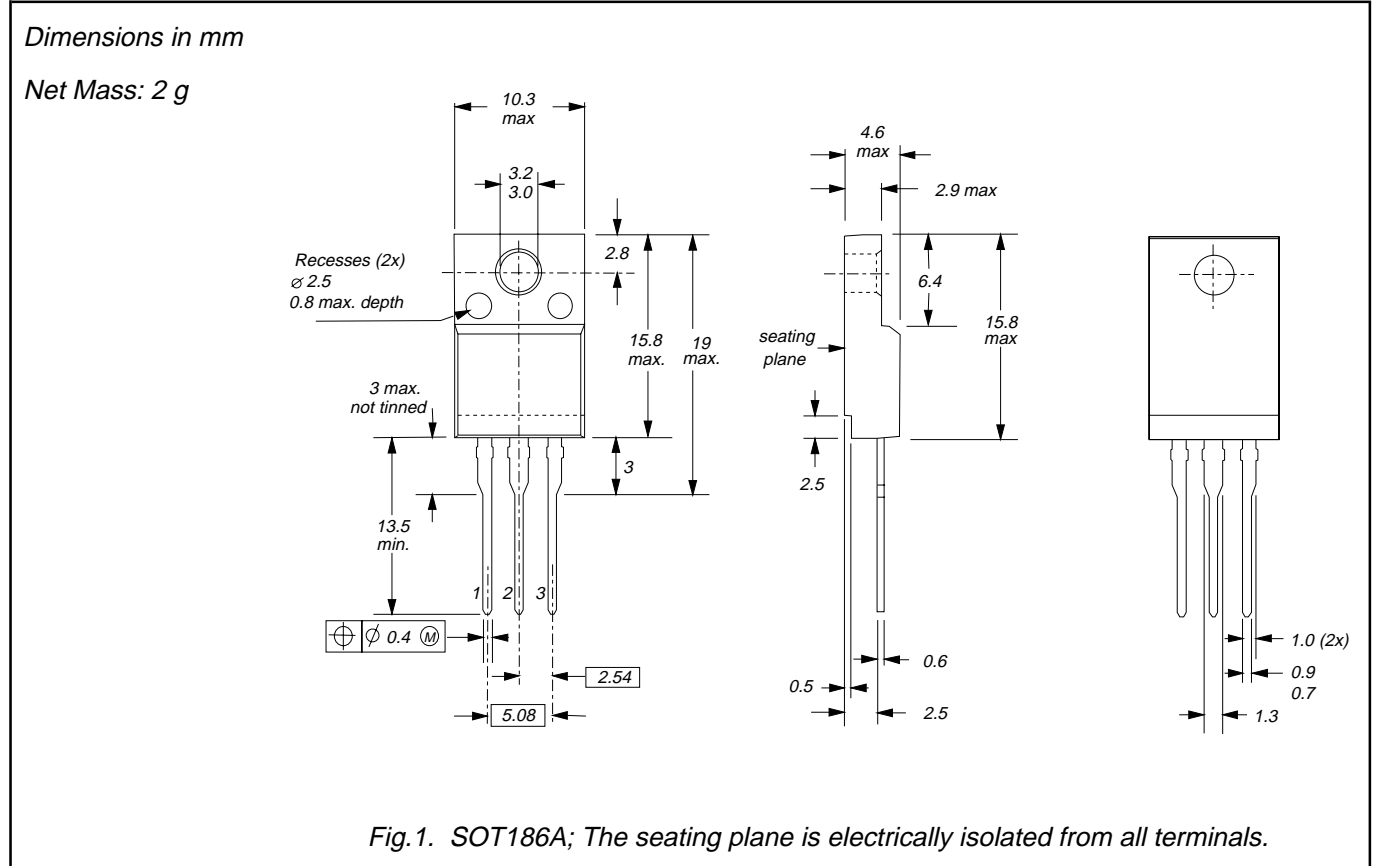 Dimensions in mm
Net Mass: 2 g
10.3
max
3.2
3.0
2.8
Recesses (2x)
⌀ 2.5
0.8 max. depth
15.8
max.
19
max.
3 max.
not tinned
3
13.5
min.
1 2 3
⌖ ⌀ 0.4 Ⓜ
2.54
5.08
4.6
max
2.9 max
6.4
15.8
max
seating
plane
2.5
0.6
0.5
2.5
1.0 (2x)
0.9
0.7
1.3
Fig.1. SOT186A; The seating plane is electrically isolated from all terminals.